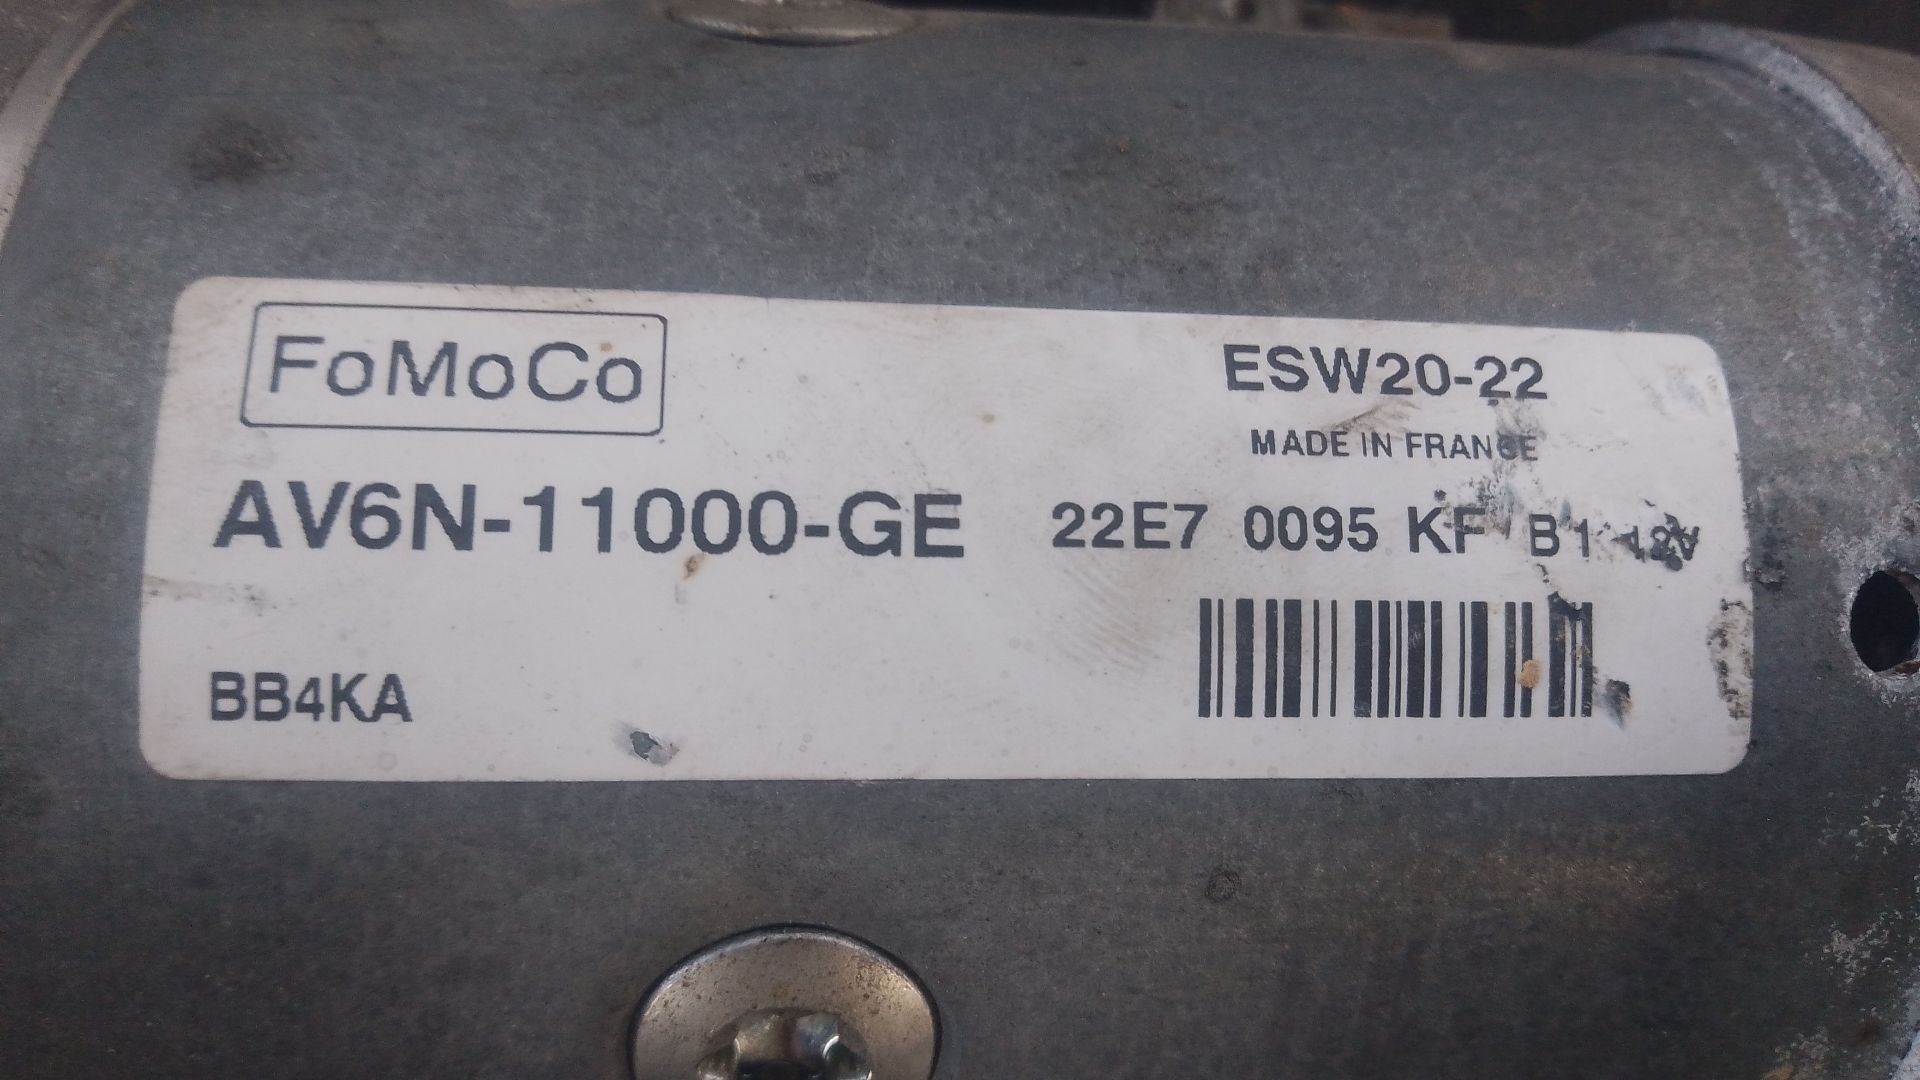 FoMoCo
ESW20-22
MADE IN FRANCE
AV6N-11000-GE 22E7 0095 KF B1 12V
BB4KA